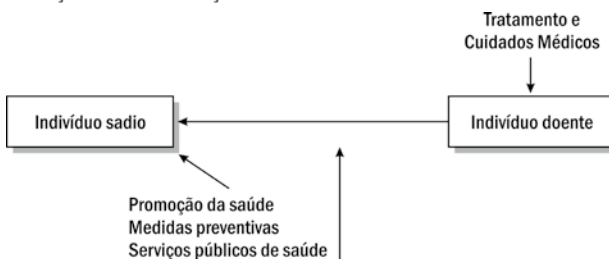 Tratamento e
Cuidados Médicos
Indivíduo sadio
Indivíduo doente
Promoção da saúde
Medidas preventivas
Serviços públicos de saúde